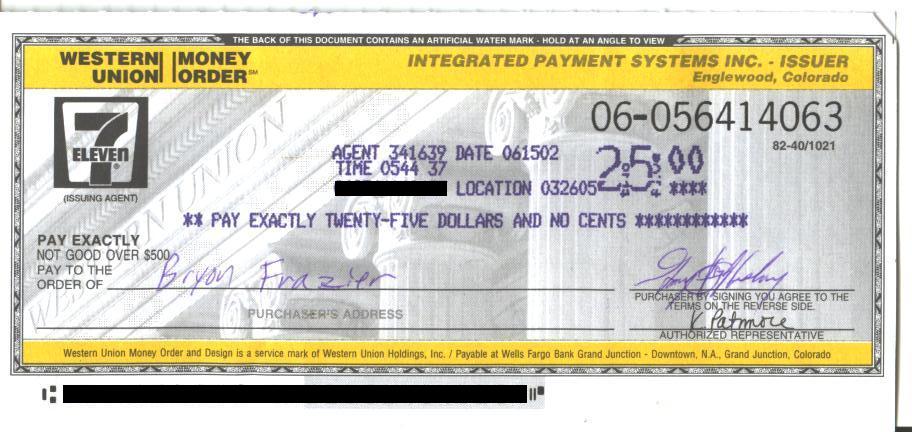 THE BACK OF THIS DOCUMENT CONTAINS AN ARTIFICIAL WATER MARK - HOLD AT AN ANGLE TO VIEW
WESTERN UNION MONEY ORDER SM
INTEGRATED PAYMENT SYSTEMS INC. - ISSUER
Englewood, Colorado
7 ELEVEN ®
(ISSUING AGENT)
06-056414063
82-40/1021
AGENT 341639 DATE 061502
TIME 0544 37
25.00
LOCATION 032605 ****
** PAY EXACTLY TWENTY-FIVE DOLLARS AND NO CENTS ************
WESTERN UNION
PAY EXACTLY
NOT GOOD OVER $500
PAY TO THE
ORDER OF Bryon Frazier
PURCHASER BY SIGNING YOU AGREE TO THE
TERMS ON THE REVERSE SIDE.
PURCHASER'S ADDRESS
K. Patmore
AUTHORIZED REPRESENTATIVE
Western Union Money Order and Design is a service mark of Western Union Holdings, Inc. / Payable at Wells Fargo Bank Grand Junction - Downtown, N.A., Grand Junction, Colorado